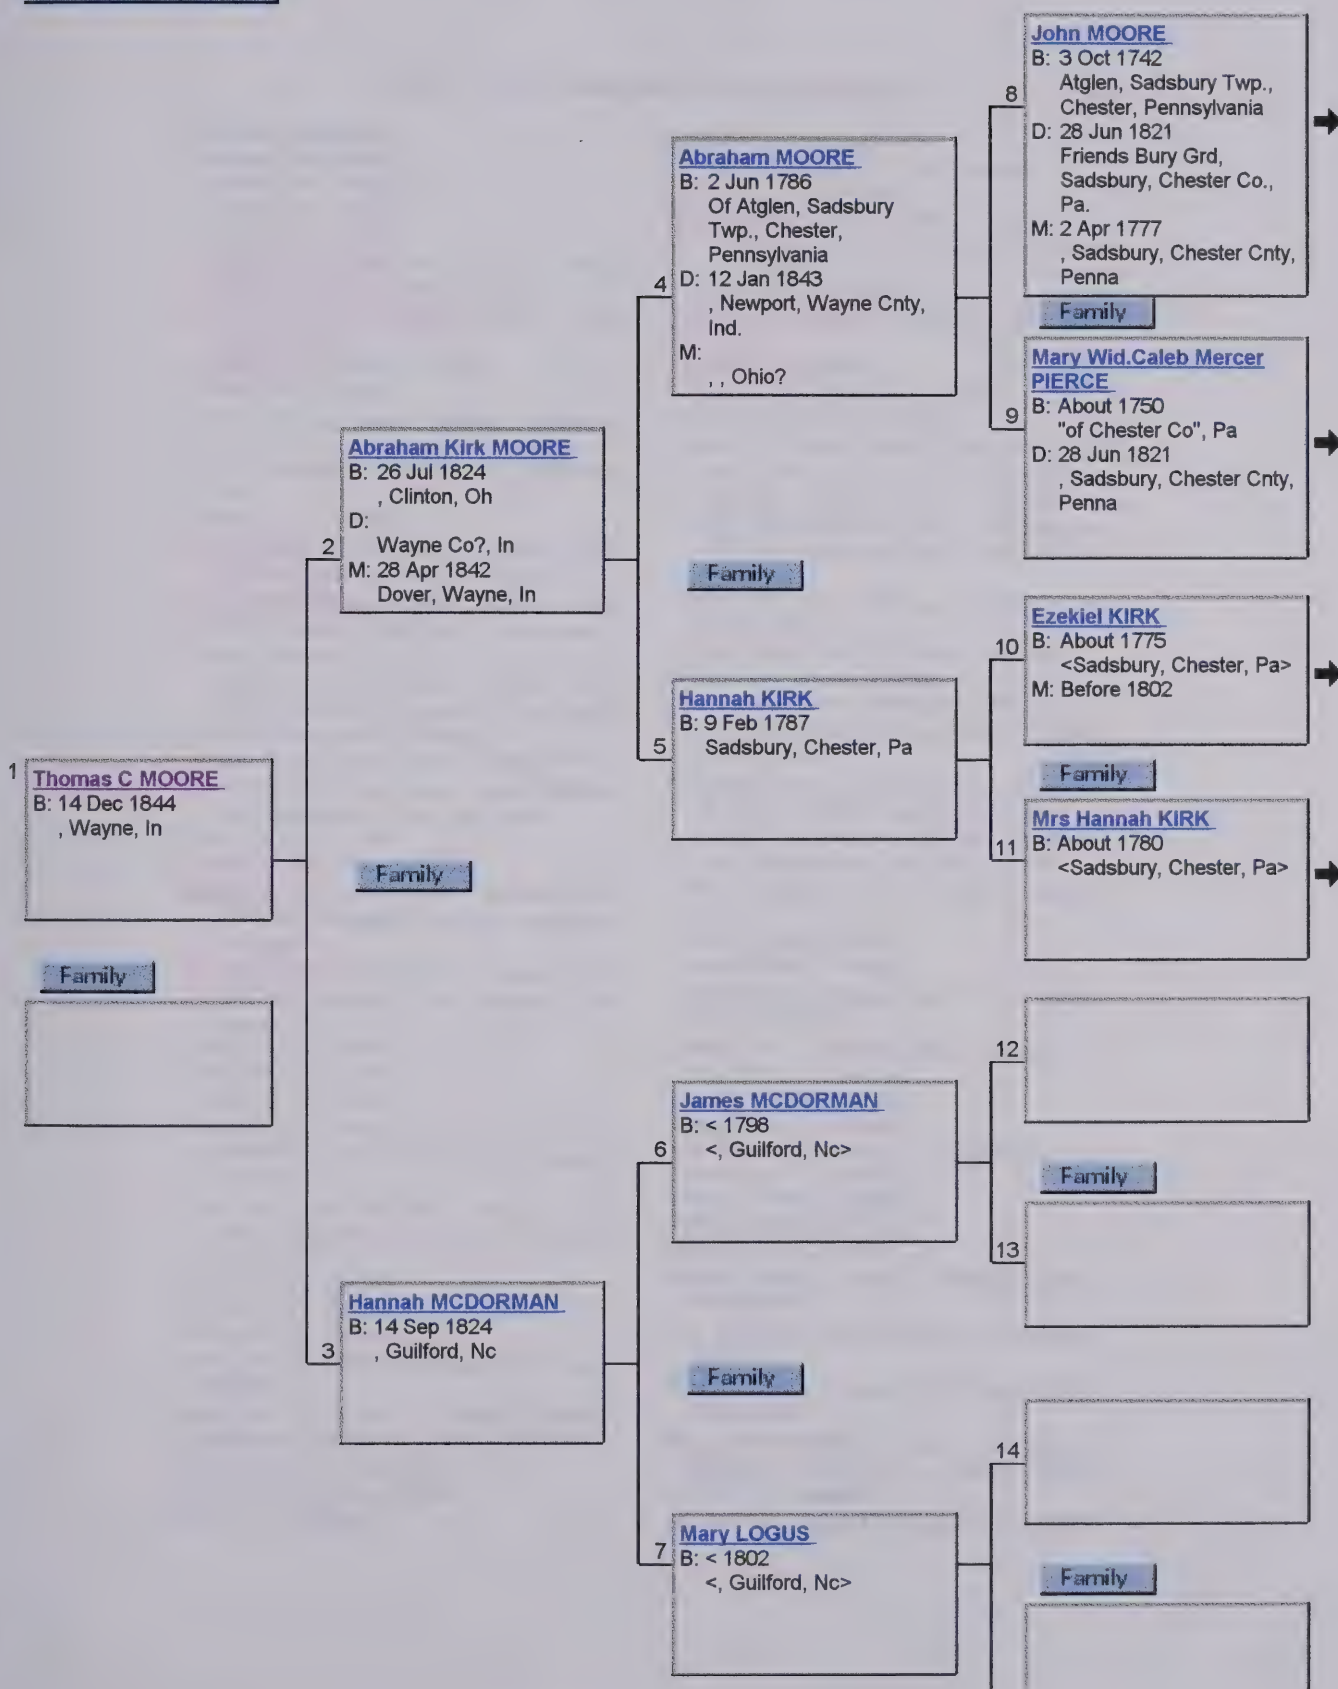 John MOORE
B: 3 Oct 1742
Atglen, Sadsbury Twp.,
Chester, Pennsylvania
8
D: 28 Jun 1821
Friends Bury Grd,
Sadsbury, Chester Co.,
Pa.
M: 2 Apr 1777
, Sadsbury, Chester Cnty,
Penna
Abraham MOORE
B: 2 Jun 1786
Of Atglen, Sadsbury
Twp., Chester,
Pennsylvania
4
D: 12 Jan 1843
, Newport, Wayne Cnty,
Ind.
M:
, , Ohio?
Family
Mary Wid.Caleb Mercer
PIERCE
9
B: About 1750
"of Chester Co", Pa
D: 28 Jun 1821
, Sadsbury, Chester Cnty,
Penna
Abraham Kirk MOORE
B: 26 Jul 1824
, Clinton, Oh
D:
2
Wayne Co?, In
M: 28 Apr 1842
Dover, Wayne, In
Family
Ezekiel KIRK
10
B: About 1775
<Sadsbury, Chester, Pa>
M: Before 1802
Hannah KIRK
B: 9 Feb 1787
5
Sadsbury, Chester, Pa
Family
1
Thomas C MOORE
B: 14 Dec 1844
, Wayne, In
Mrs Hannah KIRK
11
B: About 1780
<Sadsbury, Chester, Pa>
Family
Family
12
James MCDORMAN
B: < 1798
6
<, Guilford, Nc>
Family
13
Hannah MCDORMAN
B: 14 Sep 1824
3
, Guilford, Nc
Family
14
Mary LOGUS
7
B: < 1802
<, Guilford, Nc>
Family